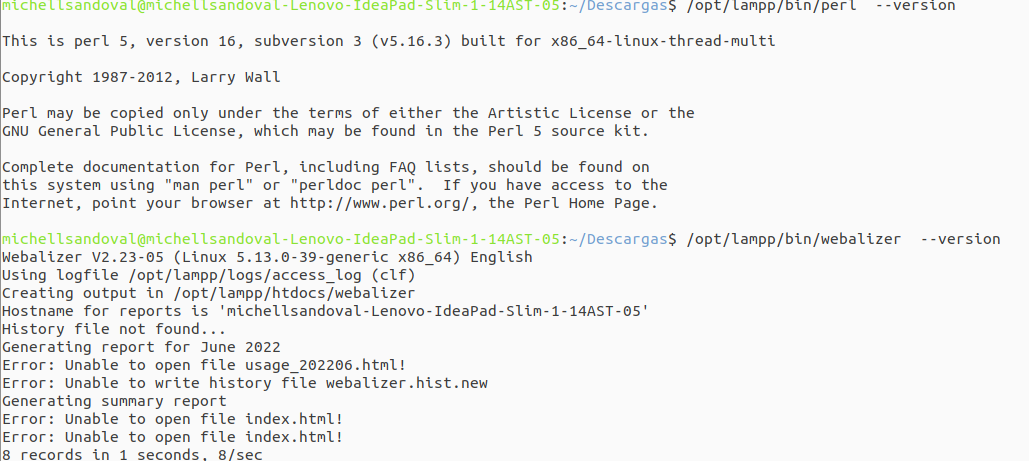 michellsandoval@michellsandoval-Lenovo-IdeaPad-Slim-1-14AST-05:~/Descargas$ /opt/lampp/bin/perl  --version
This is perl 5, version 16, subversion 3 (v5.16.3) built for x86_64-linux-thread-multi
Copyright 1987-2012, Larry Wall
Perl may be copied only under the terms of either the Artistic License or the
GNU General Public License, which may be found in the Perl 5 source kit.
Complete documentation for Perl, including FAQ lists, should be found on
this system using "man perl" or "perldoc perl".  If you have access to the
Internet, point your browser at http://www.perl.org/, the Perl Home Page.
michellsandoval@michellsandoval-Lenovo-IdeaPad-Slim-1-14AST-05:~/Descargas$ /opt/lampp/bin/webalizer  --version
Webalizer V2.23-05 (Linux 5.13.0-39-generic x86_64) English
Using logfile /opt/lampp/logs/access_log (clf)
Creating output in /opt/lampp/htdocs/webalizer
Hostname for reports is 'michellsandoval-Lenovo-IdeaPad-Slim-1-14AST-05'
History file not found...
Generating report for June 2022
Error: Unable to open file usage_202206.html!
Error: Unable to write history file webalizer.hist.new
Generating summary report
Error: Unable to open file index.html!
Error: Unable to open file index.html!
8 records in 1 seconds, 8/sec